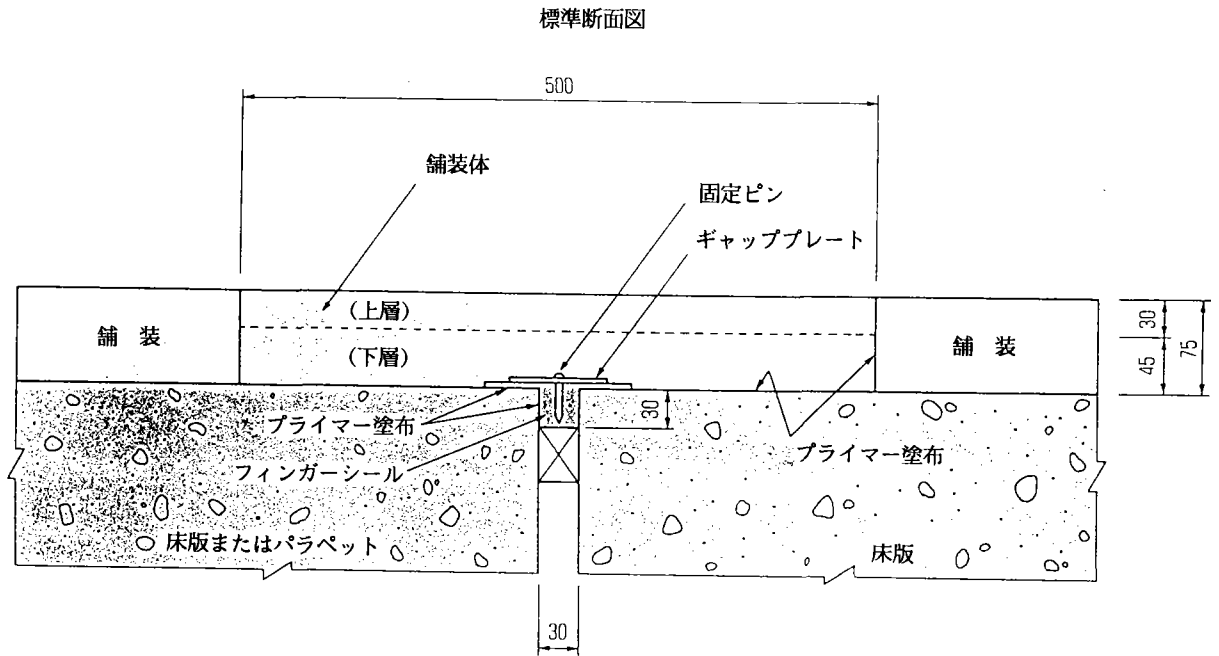 標準断面図
500
舗装体
固定ピン
ギャッププレート
(上層)
舗 装
(下層)
舗 装
30
45
75
30
プライマー塗布
フィンガーシール
プライマー塗布
床版またはパラペット
床版
30